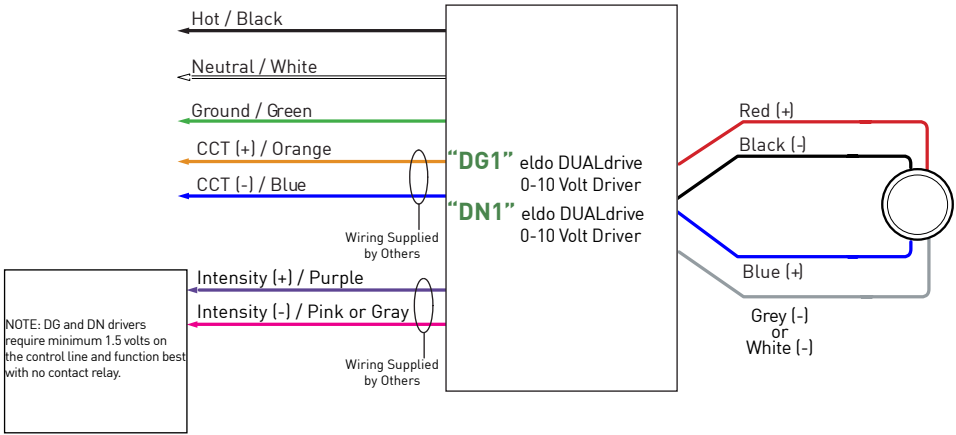 Hot / Black
Neutral / White
Ground / Green
CCT (+) / Orange
CCT (-) / Blue
Wiring Supplied
by Others
Intensity (+) / Purple
Intensity (-) / Pink or Gray
Wiring Supplied
by Others
NOTE: DG and DN drivers
require minimum 1.5 volts on
the control line and function best
with no contact relay.
“DG1” eldo DUALdrive
0-10 Volt Driver
“DN1” eldo DUALdrive
0-10 Volt Driver
Red (+)
Black (-)
Blue (+)
Grey (-)
or
White (-)